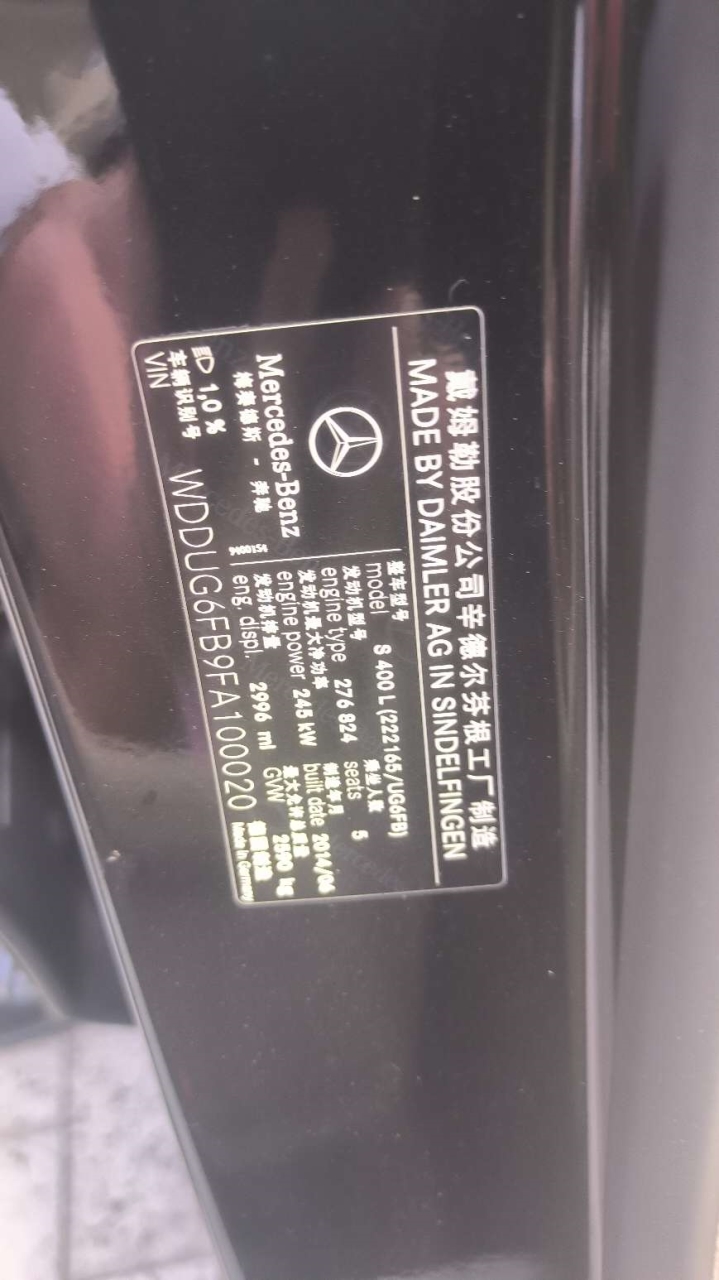 戴姆勒股份公司辛德尔芬根工厂制造
MADE BY DAIMLER AG IN SINDELFINGEN
整车型号
model S 400 L (222165/UG6FB)
发动机型号 乘坐人数
engine type 276 824 seats 5
发动机最大净功率 制造年月
engine power 245 kW built date 2014/
发动机排量 最大允许总质量
eng. displ. 2996 ml GVW kg
Mercedes-Benz
梅赛德斯 - 奔驰
1,0 %
车辆识别号
VIN WDDUG6FB9FA100020
德国制造
Made in Germany